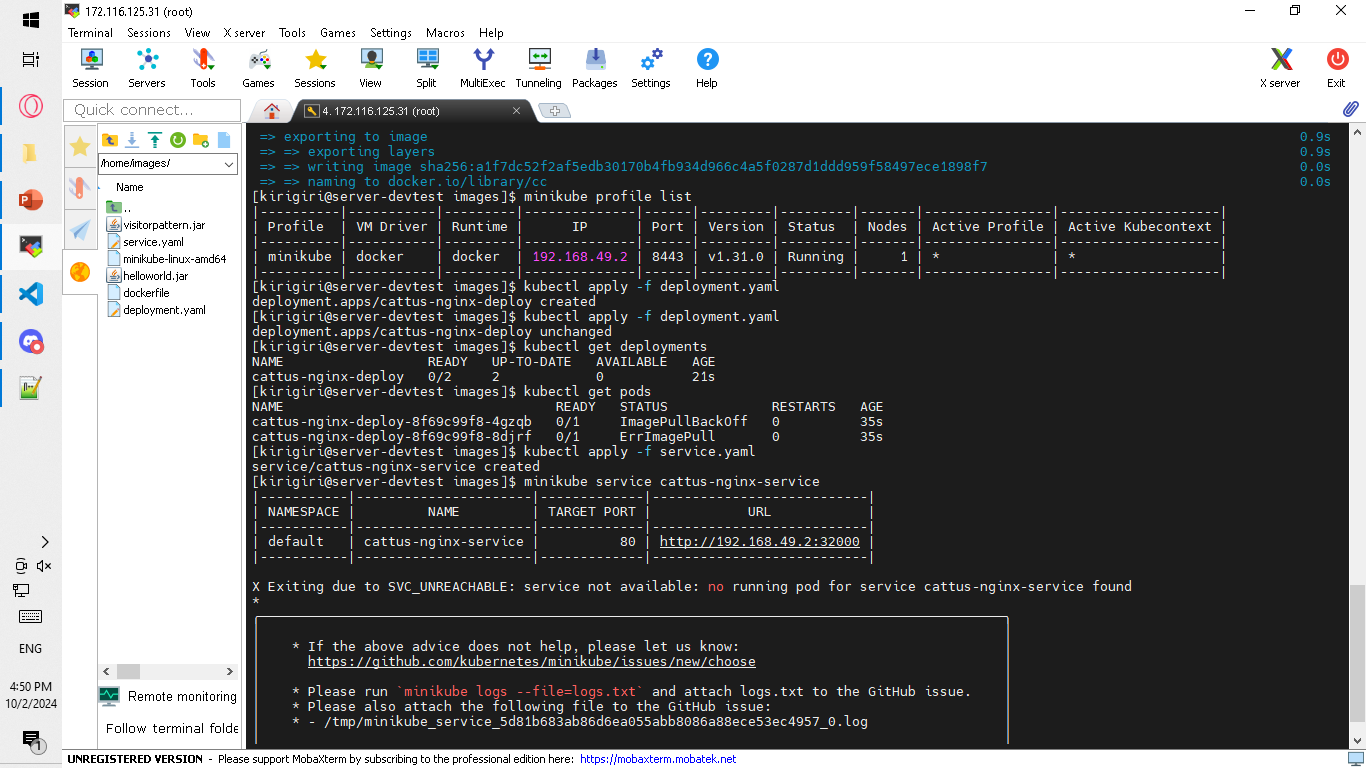 172.116.125.31 (root)
Terminal Sessions View X server Tools Games Settings Macros Help
Session Servers Tools Games Sessions View Split MultiExec Tunneling Packages Settings Help X server Exit
Quick connect...
4. 172.116.125.31 (root)
/home/images/
Name
..
visitorpattern.jar
service.yaml
minikube-linux-amd64
helloworld.jar
dockerfile
deployment.yaml
Remote monitoring
Follow terminal folde
=> exporting to image 0.9s
=> => exporting layers 0.9s
=> => writing image sha256:a1f7dc52f2af5edb30170b4fb934d966c4a5f0287d1ddd959f58497ece1898f7 0.0s
=> => naming to docker.io/library/cc 0.0s
[kirigiri@server-devtest images]$ minikube profile list
|----------|-----------|---------|--------------|------|---------|---------|-------|----------------|--------------------|
| Profile | VM Driver | Runtime | IP | Port | Version | Status | Nodes | Active Profile | Active Kubecontext |
|----------|-----------|---------|--------------|------|---------|---------|-------|----------------|--------------------|
| minikube | docker | docker | 192.168.49.2 | 8443 | v1.31.0 | Running | 1 | * | * |
|----------|-----------|---------|--------------|------|---------|---------|-------|----------------|--------------------|
[kirigiri@server-devtest images]$ kubectl apply -f deployment.yaml
deployment.apps/cattus-nginx-deploy created
[kirigiri@server-devtest images]$ kubectl apply -f deployment.yaml
deployment.apps/cattus-nginx-deploy unchanged
[kirigiri@server-devtest images]$ kubectl get deployments
NAME READY UP-TO-DATE AVAILABLE AGE
cattus-nginx-deploy 0/2 2 0 21s
[kirigiri@server-devtest images]$ kubectl get pods
NAME READY STATUS RESTARTS AGE
cattus-nginx-deploy-8f69c99f8-4gzqb 0/1 ImagePullBackOff 0 35s
cattus-nginx-deploy-8f69c99f8-8djrf 0/1 ErrImagePull 0 35s
[kirigiri@server-devtest images]$ kubectl apply -f service.yaml
service/cattus-nginx-service created
[kirigiri@server-devtest images]$ minikube service cattus-nginx-service
|-----------|----------------------|-------------|---------------------------|
| NAMESPACE | NAME | TARGET PORT | URL |
|-----------|----------------------|-------------|---------------------------|
| default | cattus-nginx-service | 80 | http://192.168.49.2:32000 |
|-----------|----------------------|-------------|---------------------------|
X Exiting due to SVC_UNREACHABLE: service not available: no running pod for service cattus-nginx-service found
*
* If the above advice does not help, please let us know:
https://github.com/kubernetes/minikube/issues/new/choose
* Please run `minikube logs --file=logs.txt` and attach logs.txt to the GitHub issue.
* Please also attach the following file to the GitHub issue:
* - /tmp/minikube_service_5d81b683ab86d6ea055abb8086a88ece53ec4957_0.log
ENG
4:50 PM
10/2/2024
1
UNREGISTERED VERSION - Please support MobaXterm by subscribing to the professional edition here: https://mobaxterm.mobatek.net